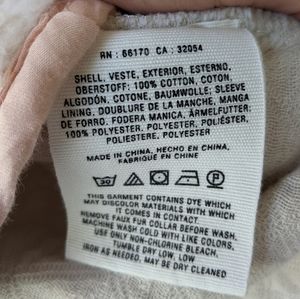 RN : 66170 CA : 32054
SHELL, VESTE, EXTERIOR, ESTERNO,
OBERSTOFF: 100% COTTON, COTON,
ALGODÓN, COTONE, BAUMWOLLE; SLEEVE
LINING, DOUBLURE DE LA MANCHE, MANGA
DE FORRO, FODERA MANICA, ÄRMELFUTTER:
100% POLYESTER, POLIESTER,
POLIESTERE, POLYESTER
MADE IN CHINA, HECHO EN CHINA,
FABRIQUÉ EN CHINE
30
P
THIS GARMENT CONTAINS DYE WHICH
MAY DISCOLOR MATERIALS WITH WHICH IT
COMES IN CONTACT.
REMOVE FAUX FUR COLLAR BEFORE WASH.
MACHINE WASH COLD WITH LIKE COLORS,
USE ONLY NON-CHLORINE BLEACH,
TUMBLE DRY LOW, LOW
IRON AS NEEDED, MAY BE DRY CLEANED